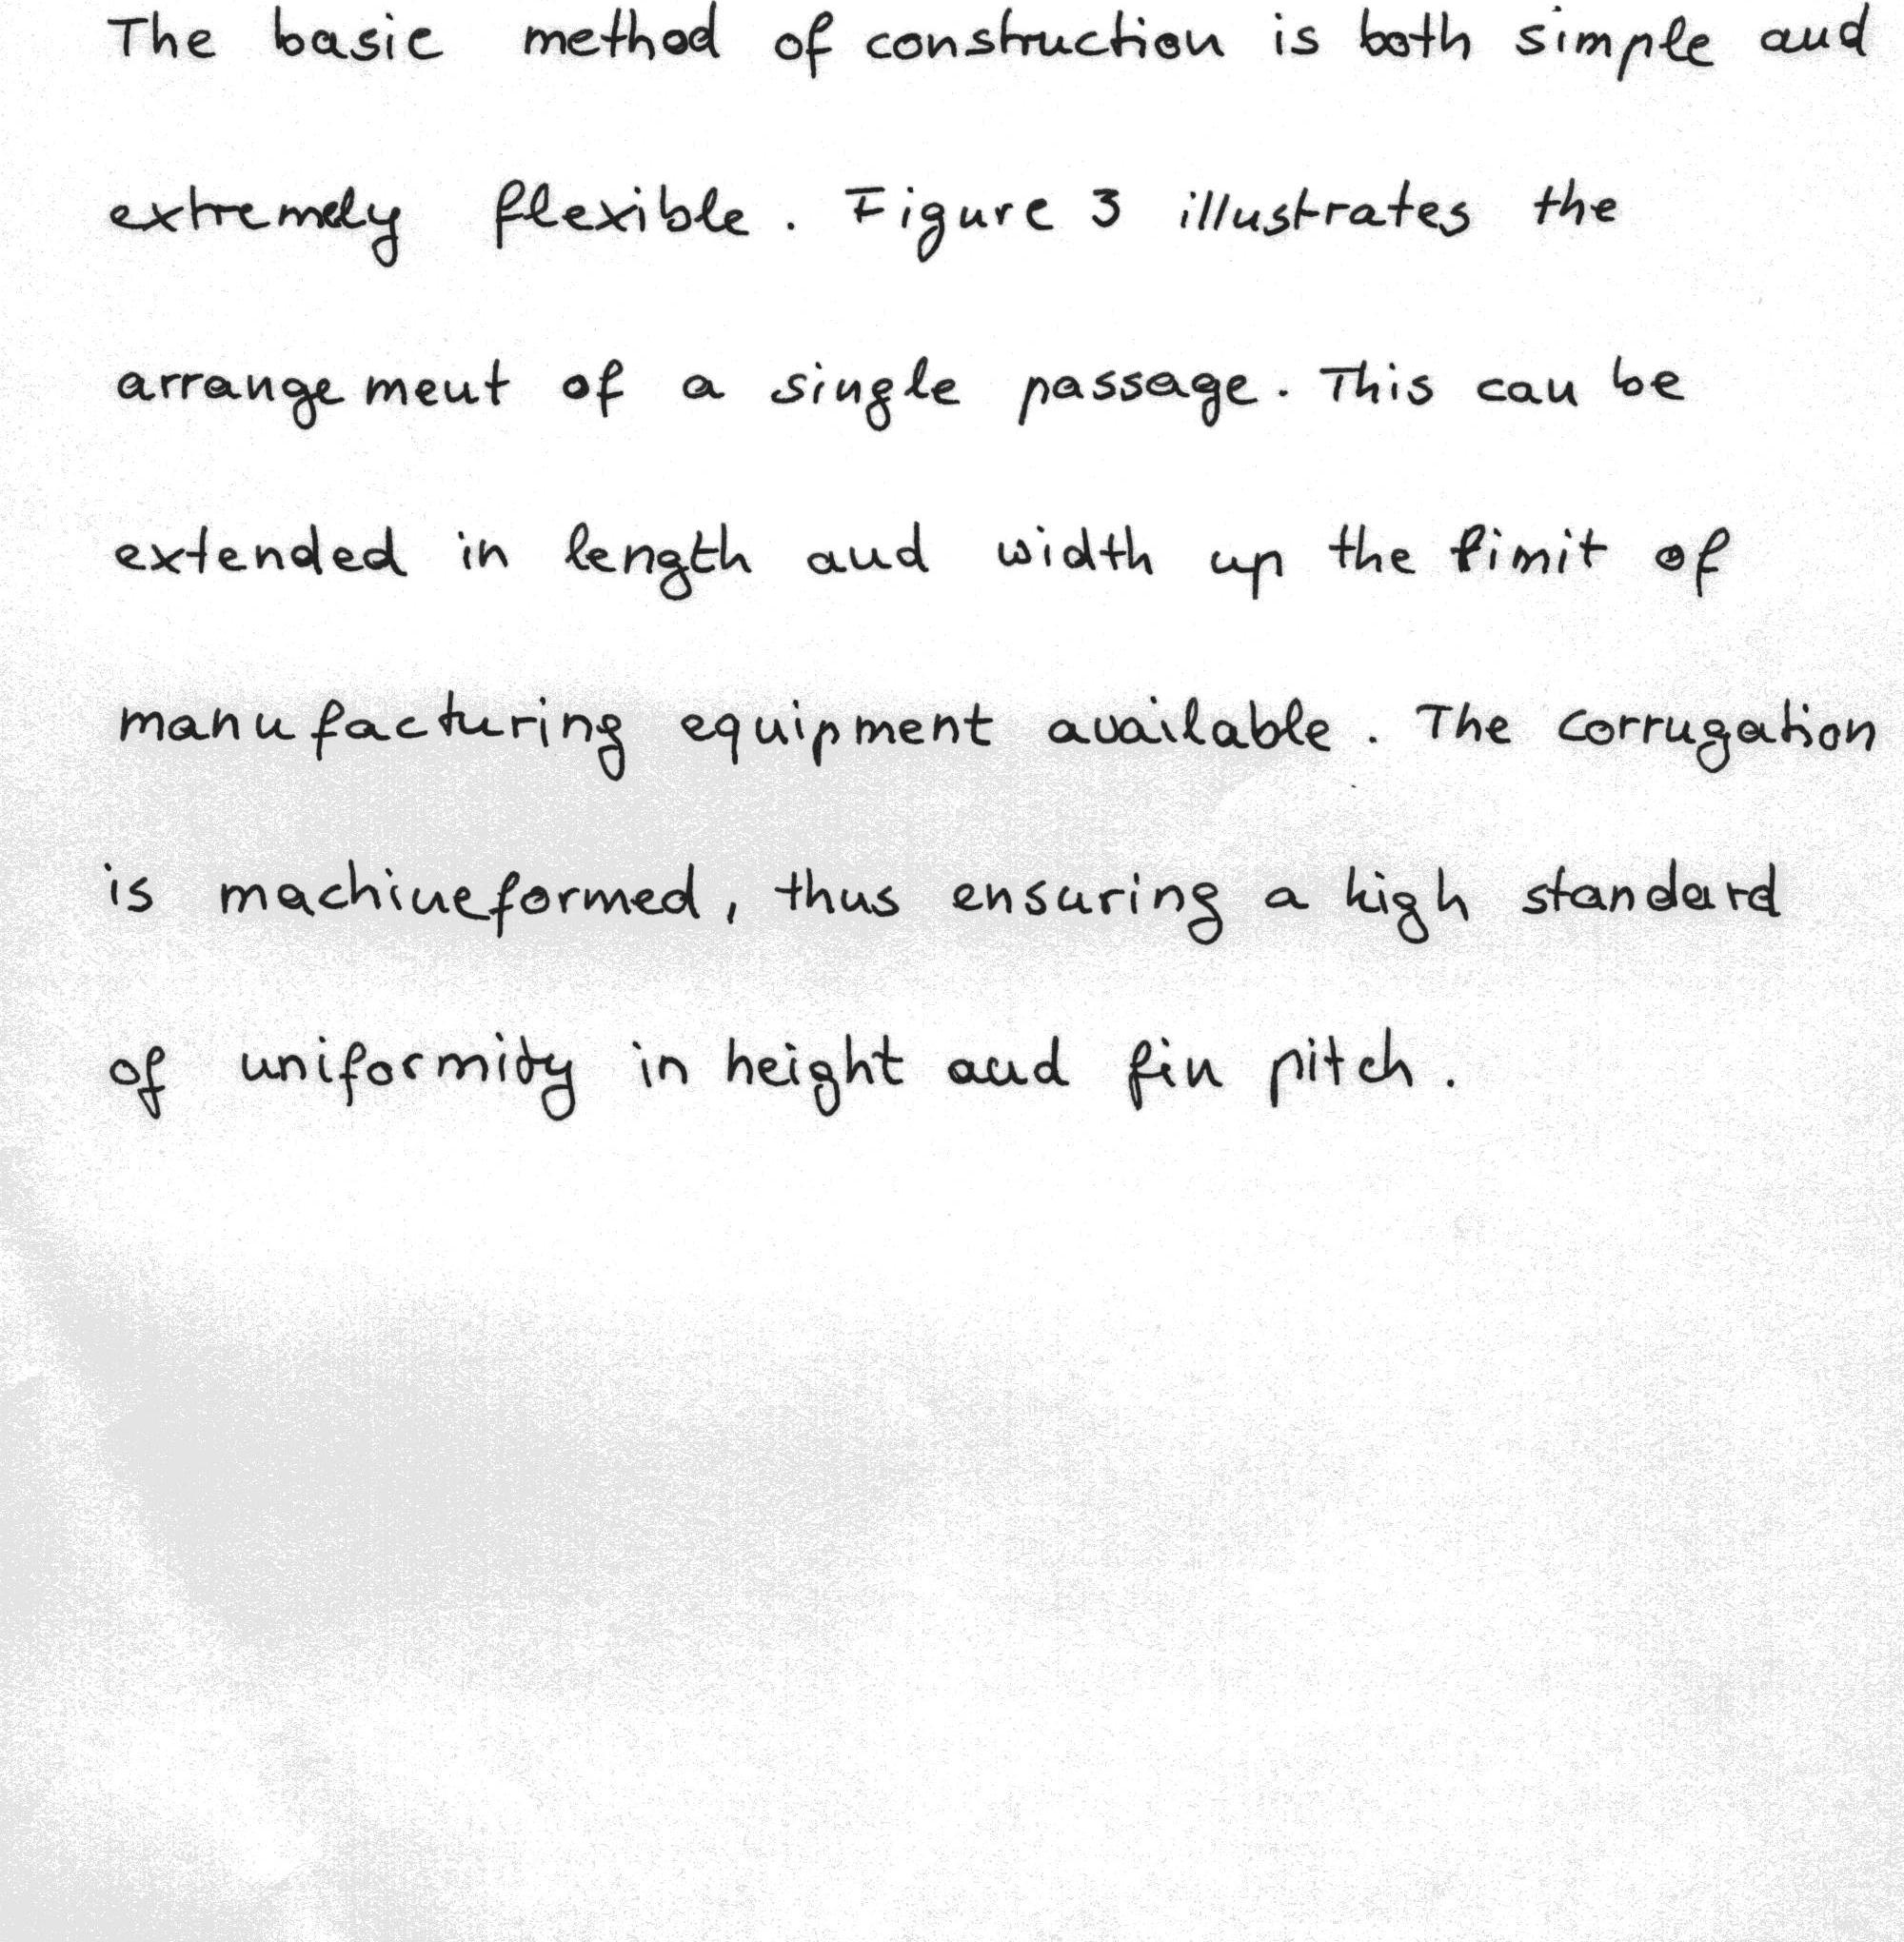 The basic method of construction is both simple and
extremely flexible. Figure 3 illustrates the
arrangement of a single passage. This can be
extended in length and width up the limit of
manufacturing equipment available. The corrugation
is machineformed, thus ensuring a high standard
of uniformity in height and fin pitch.